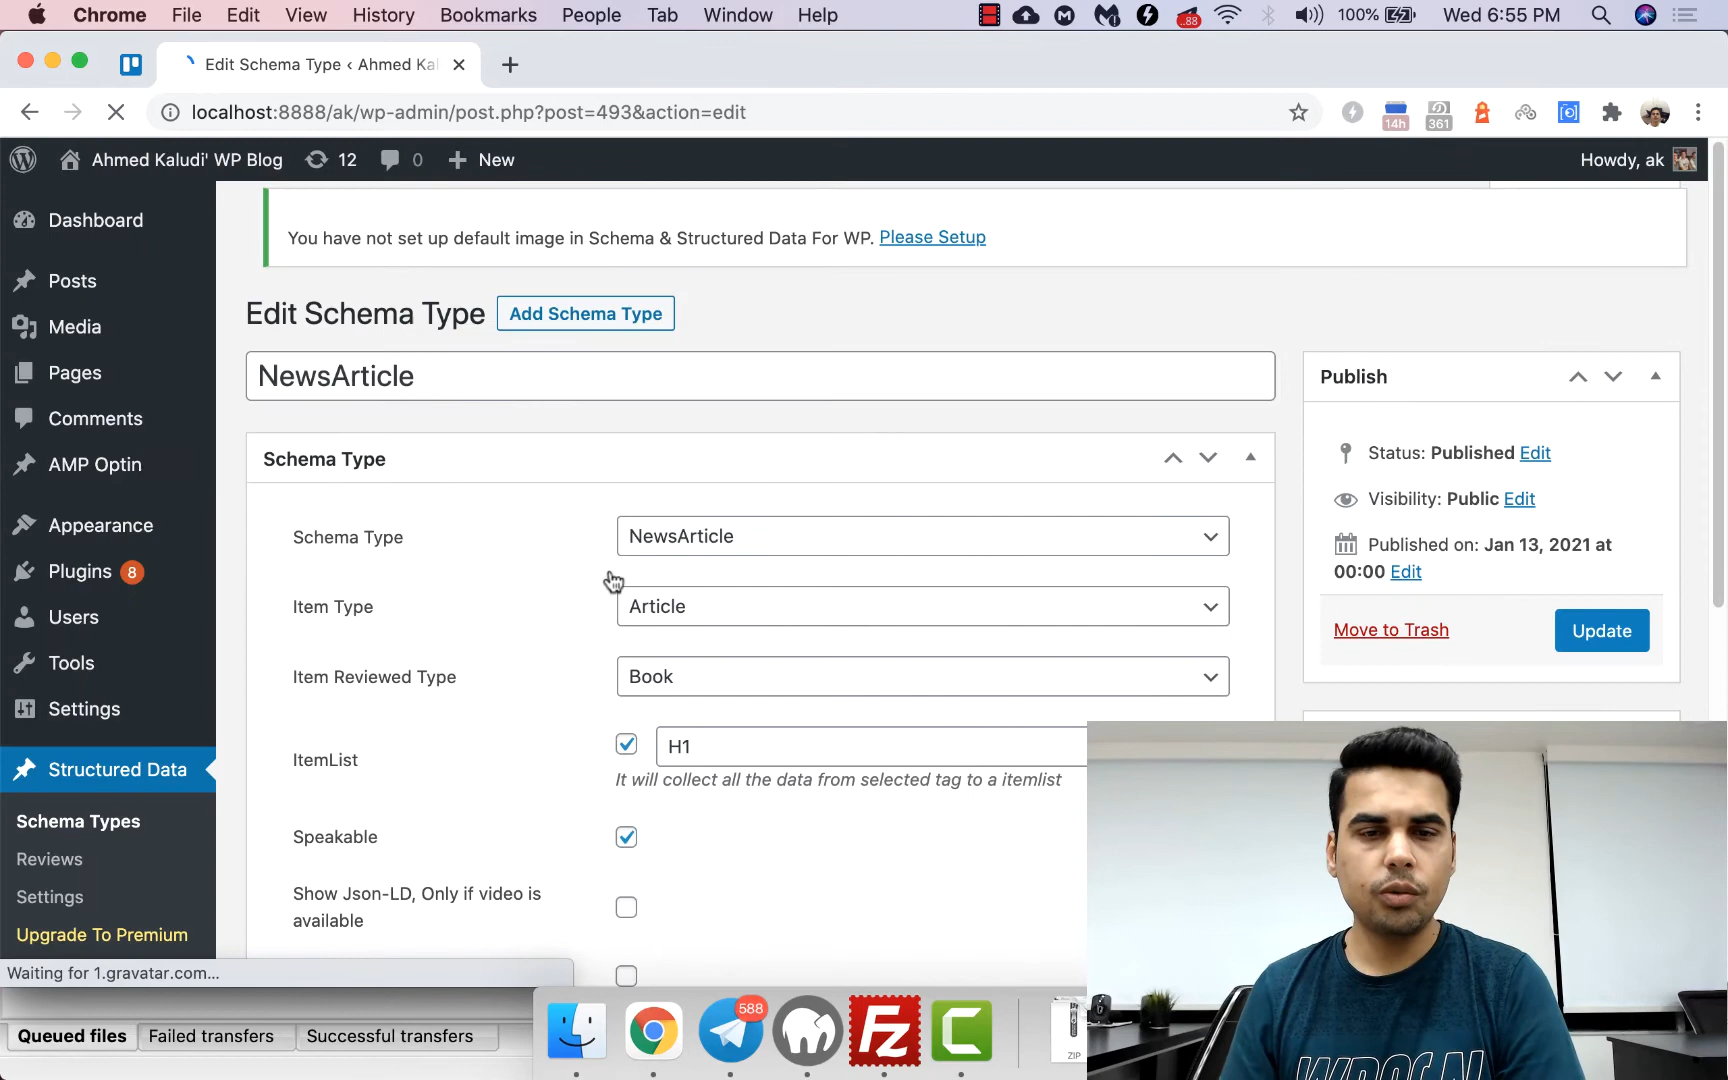 Chrome File Edit View History Bookmarks People Tab Window Help ..88 100% Wed 6:55 PM
Edit Schema Type ‹ Ahmed Kal
localhost:8888/ak/wp-admin/post.php?post=493&action=edit 14h 361
Ahmed Kaludi' WP Blog 12 0 New Howdy, ak
Dashboard
Posts
Media
Pages
Comments
AMP Optin
Appearance
Plugins 8
Users
Tools
Settings
Structured Data
Schema Types
Reviews
Settings
Upgrade To Premium
You have not set up default image in Schema & Structured Data For WP. Please Setup
Edit Schema Type Add Schema Type
NewsArticle
Schema Type
Schema Type NewsArticle
Item Type Article
Item Reviewed Type Book
ItemList H1
It will collect all the data from selected tag to a itemlist
Speakable
Show Json-LD, Only if video is
available
Publish
Status: Published Edit
Visibility: Public Edit
Published on: Jan 13, 2021 at
00:00 Edit
Move to Trash Update
Waiting for 1.gravatar.com...
Queued files Failed transfers Successful transfers
588
Fz
C
ZIP